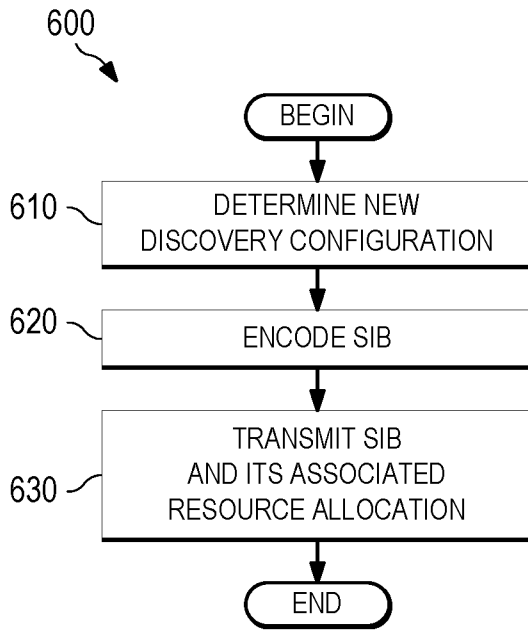 600
BEGIN
610
DETERMINE NEW
DISCOVERY CONFIGURATION
620
ENCODE SIB
630
TRANSMIT SIB
AND ITS ASSOCIATED
RESOURCE ALLOCATION
END